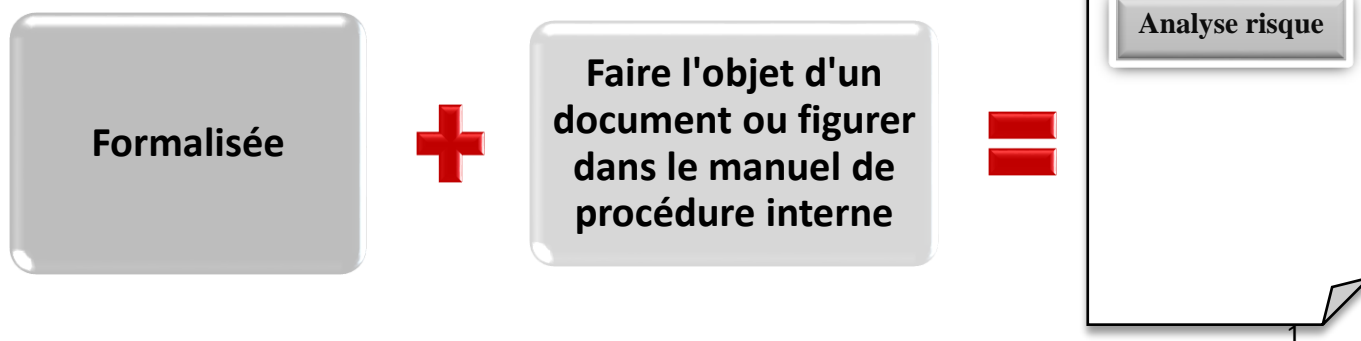 Formalisée
Faire l'objet d'un
document ou figurer
dans le manuel de
procédure interne
Analyse risque
1